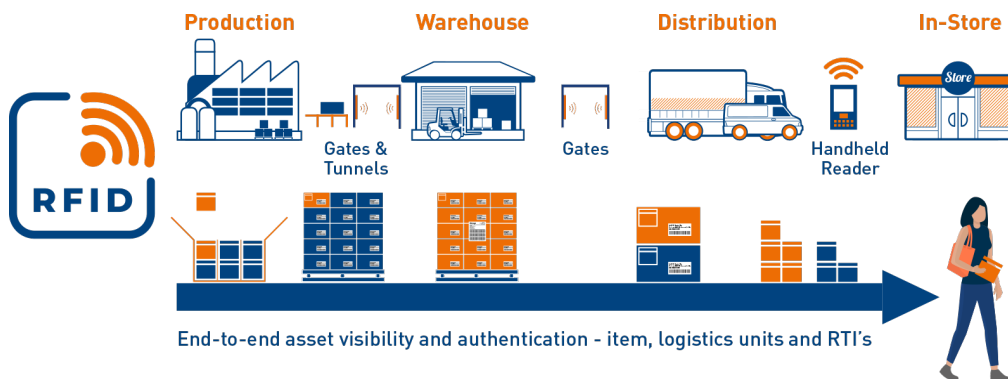 Production
Warehouse
Distribution
In-Store
Store
RFID
Gates &
Tunnels
Gates
Handheld
Reader
End-to-end asset visibility and authentication - item, logistics units and RTI's